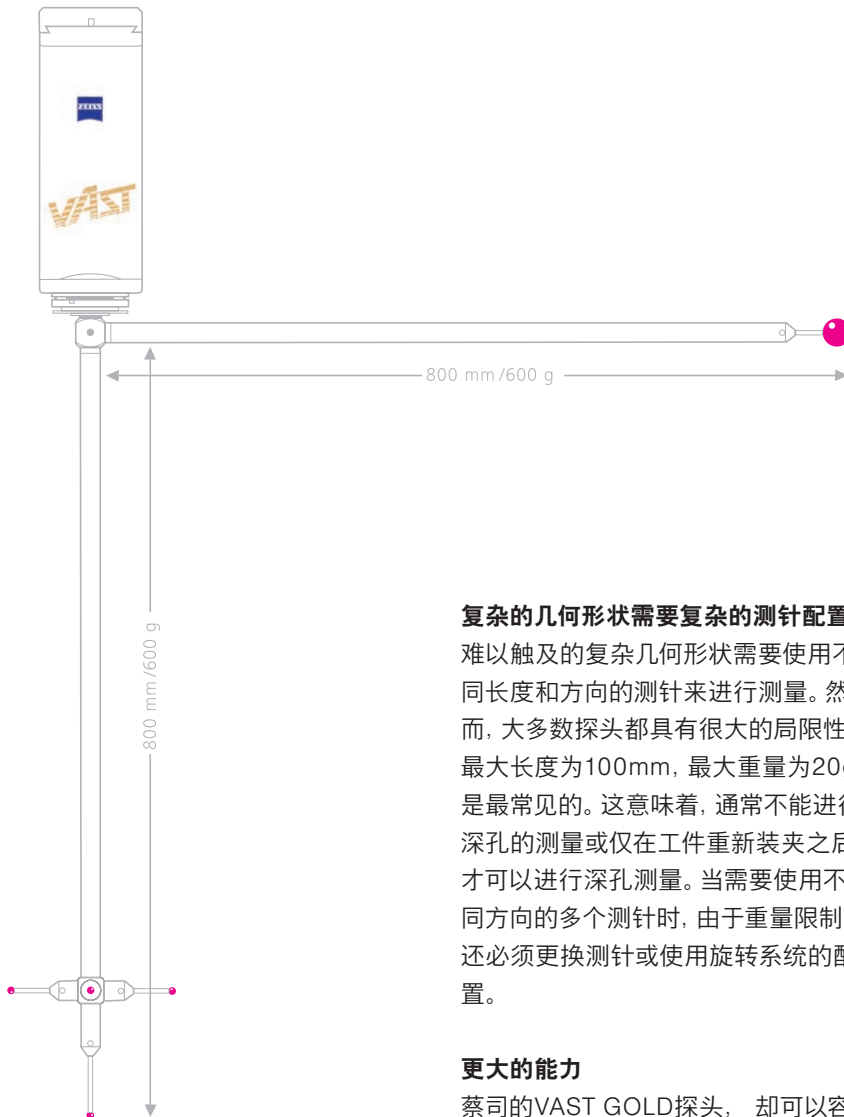 ZEISS
VAST
800 mm/600 g
800 mm/600 g
复杂的几何形状需要复杂的测针配置
难以触及的复杂几何形状需要使用不
同长度和方向的测针来进行测量。然
而, 大多数探头都具有很大的局限性
最大长度为100mm, 最大重量为20
是最常见的。这意味着, 通常不能进行
深孔的测量或仅在工件重新装夹之后
才可以进行深孔测量。当需要使用不
同方向的多个测针时, 由于重量限制
还必须更换测针或使用旋转系统的配
置。
更大的能力
蔡司的VAST GOLD探头, 却可以容